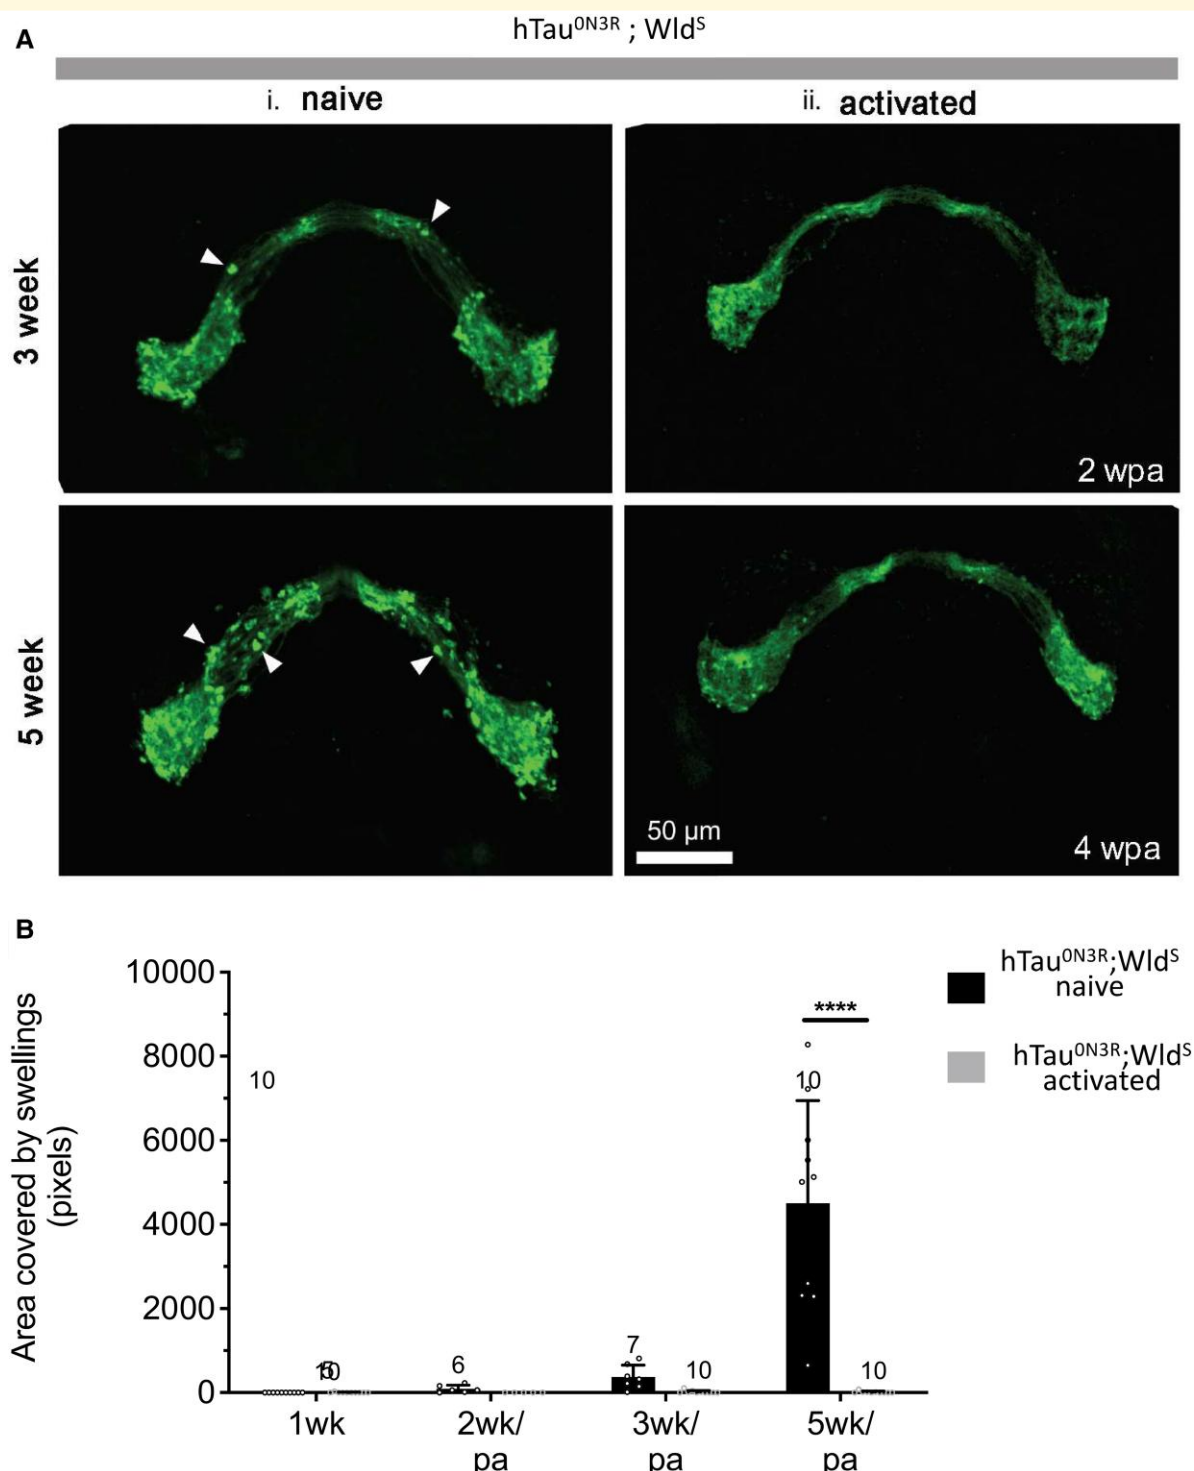 A
hTau0N3R ; WldS
i. naive
ii. activated
3 week
2 wpa
5 week
50 µm
4 wpa
B
Area covered by swellings
(pixels)
10000
8000
6000
4000
2000
0
10
10
6
7
10
10
10
****
1wk
2wk/
pa
3wk/
pa
5wk/
pa
hTau0N3R;WldS
naive
hTau0N3R;WldS
activated